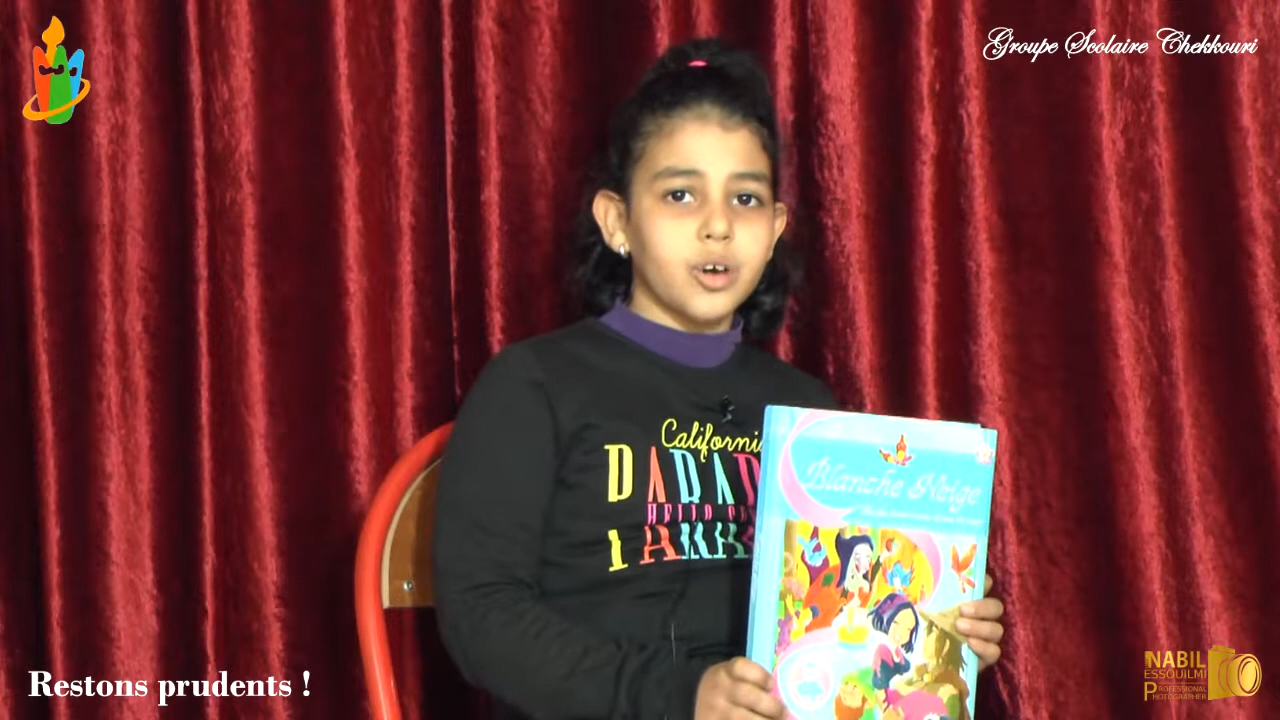 Groupe Scolaire Chekkouri
California
Blanche Neige
Restons prudents !
NABIL
ESSOUILMI
PROFESSIONAL
PHOTOGRAPHER